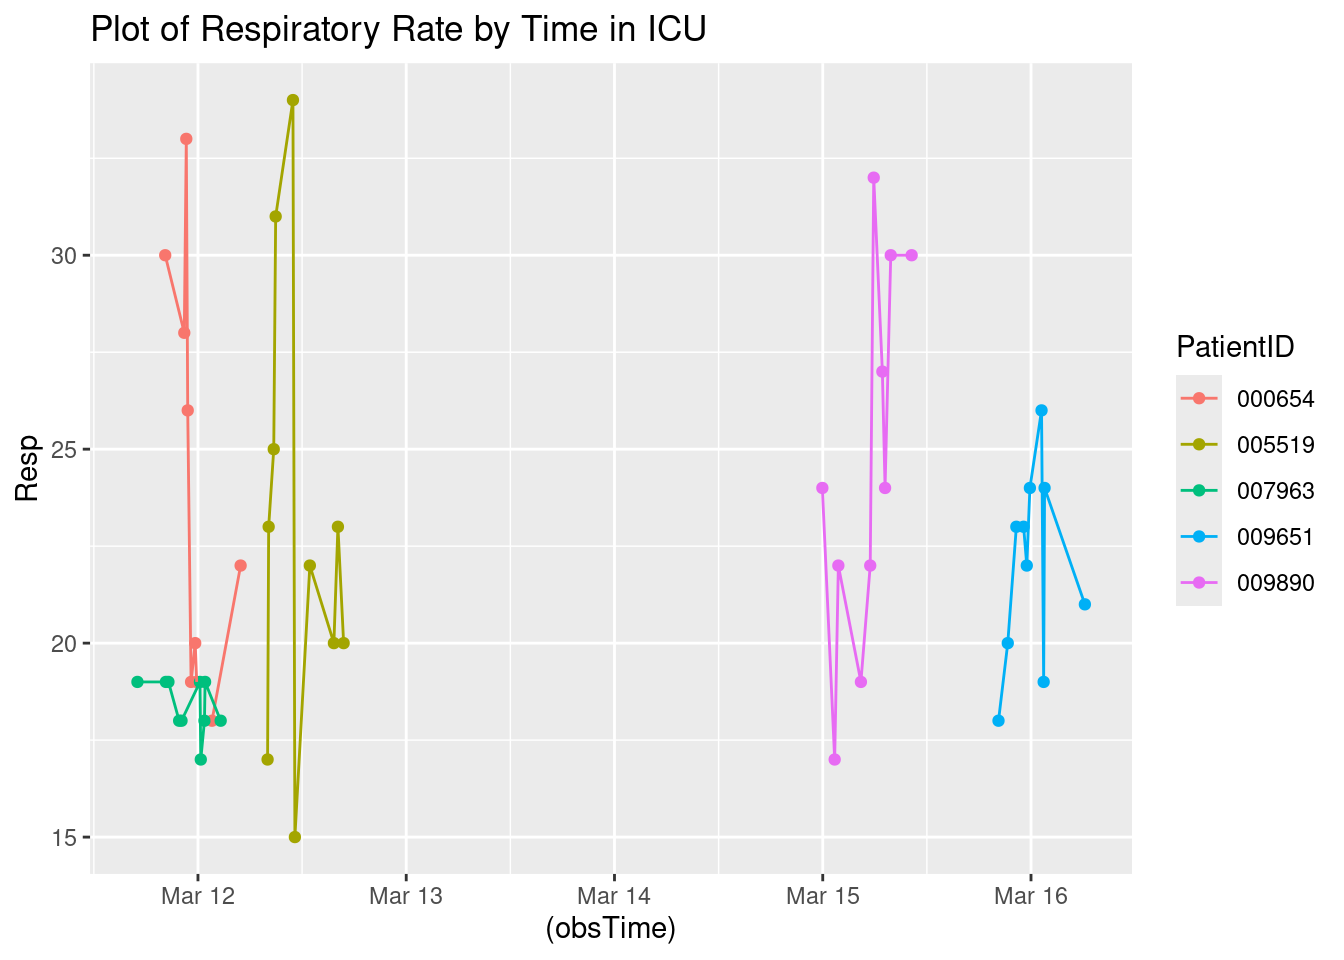 Plot of Respiratory Rate by Time in ICU
Resp
30
25
20
15
Mar 12 Mar 13 Mar 14 Mar 15 Mar 16
(obsTime)
PatientID
000654
005519
007963
009651
009890